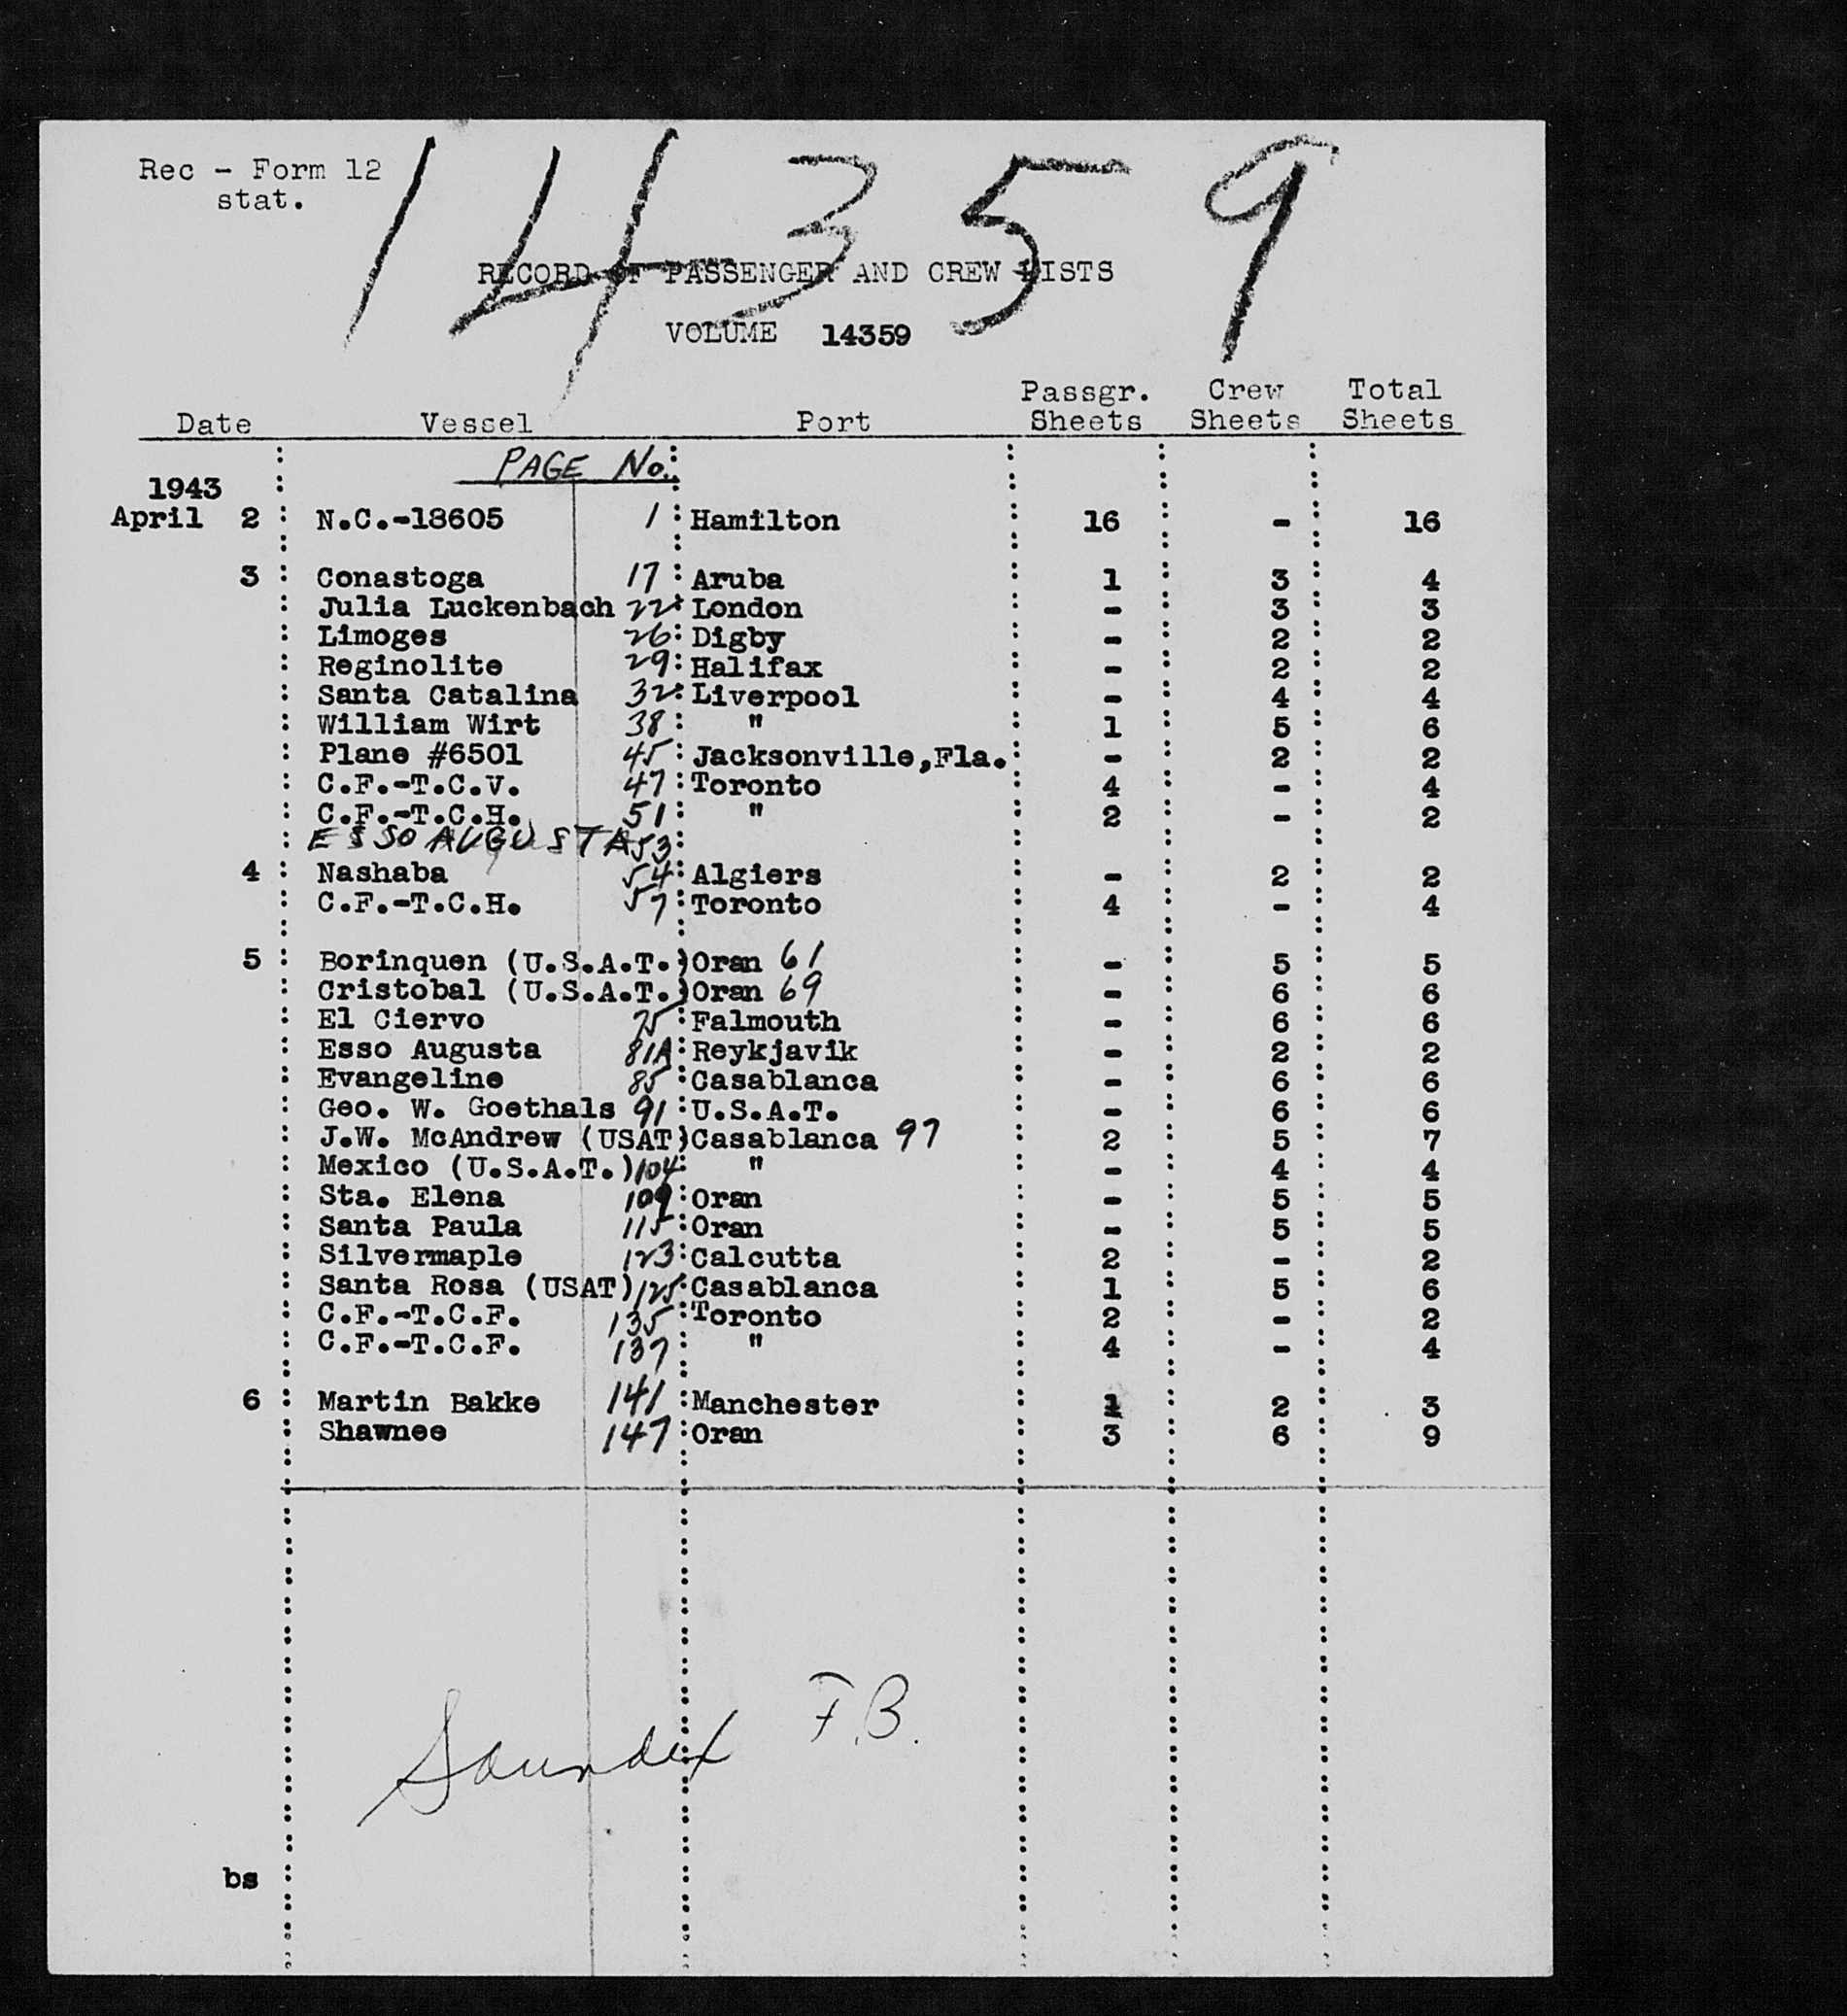 14359
Rec - Form 12
stat.
RECORD OF PASSENGER AND CREW LISTS
VOLUME 14359
Date Vessel Port Passgr. Sheets Crew Sheets Total Sheets
PAGE No.
1943
April 2 N.C.-18605 1 Hamilton 16 - 16
3 Conastoga 17 Aruba 1 3 4
Julia Luckenbach 22 London - 3 3
Limoges 26 Digby - 2 2
Reginolite 29 Halifax - 2 2
Santa Catalina 32 Liverpool - 4 4
William Wirt 38 " 1 5 6
Plane #6501 45 Jacksonville,Fla. - 2 2
C.F.-T.C.V. 47 Toronto 4 - 4
C.F.-T.C.H. 51 " 2 - 2
ESSO AUGUSTA 53
4 Nashaba 54 Algiers - 2 2
C.F.-T.C.H. 57 Toronto 4 - 4
5 Borinquen (U.S.A.T.) Oran 61 - 5 5
Cristobal (U.S.A.T.) Oran 69 - 6 6
El Ciervo 75 Falmouth - 6 6
Esso Augusta 81A Reykjavik - 2 2
Evangeline 85 Casablanca - 6 6
Geo. W. Goethals 91 U.S.A.T. - 6 6
J.W. McAndrew (USAT) Casablanca 97 2 5 7
Mexico (U.S.A.T.) 104 " - 4 4
Sta. Elena 109 Oran - 5 5
Santa Paula 115 Oran - 5 5
Silvermaple 123 Calcutta 2 - 2
Santa Rosa (USAT) 125 Casablanca 1 5 6
C.F.-T.C.F. 135 Toronto 2 - 2
C.F.-T.C.F. 137 " 4 - 4
6 Martin Bakke 141 Manchester 1 2 3
Shawnee 147 Oran 3 6 9
Soundex F.B.
bs